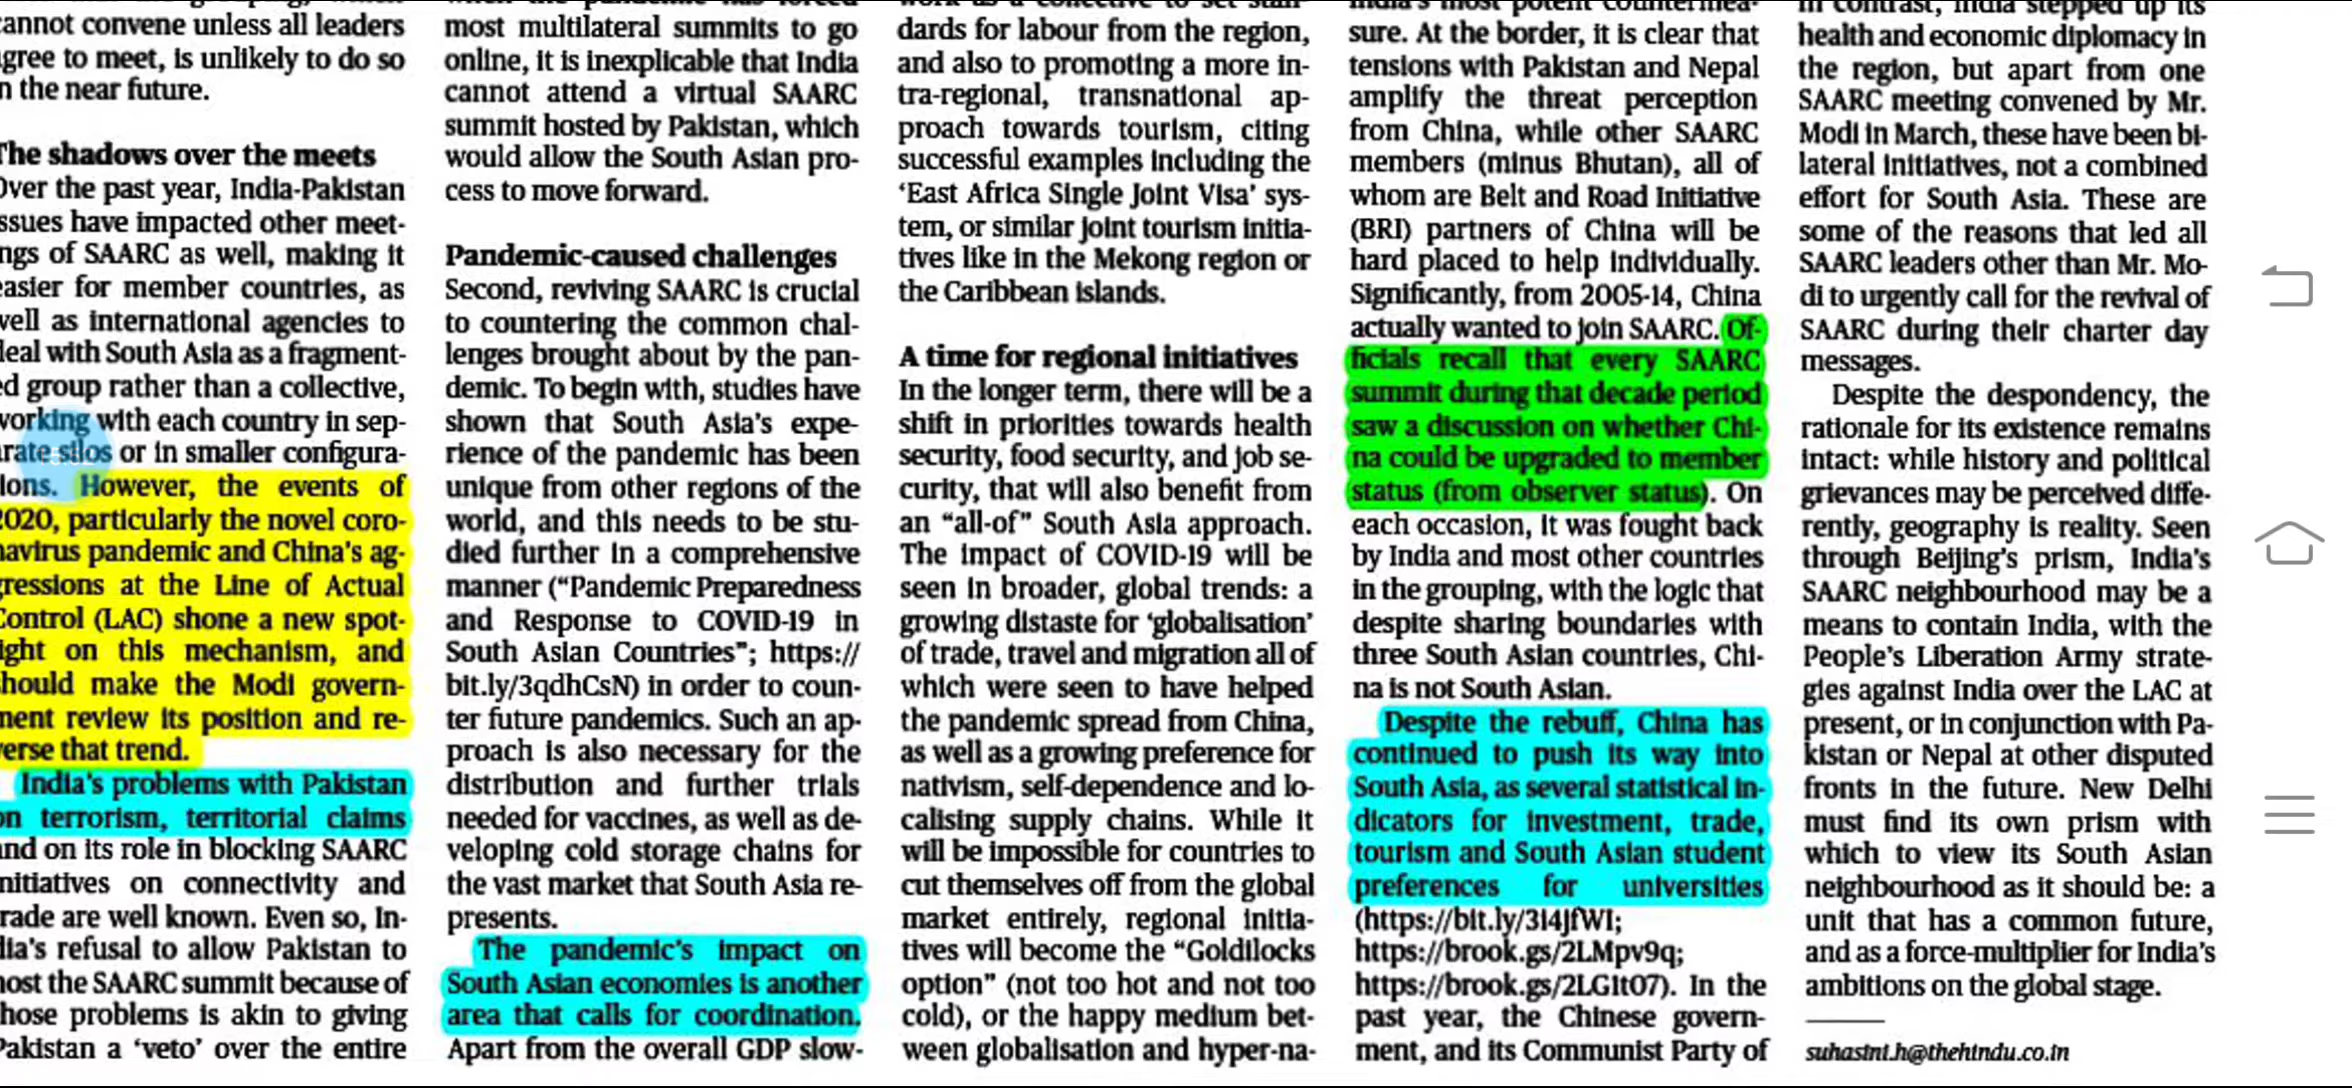 cannot convene unless all leaders
agree to meet, is unlikely to do so
in the near future.
The shadows over the meets
Over the past year, India-Pakistan
issues have impacted other meet-
ings of SAARC as well, making it
easier for member countries, as
well as international agencies to
deal with South Asia as a fragment-
ed group rather than a collective,
working with each country in sep-
arate silos or in smaller configura-
tions. However, the events of
2020, particularly the novel coro-
navirus pandemic and China's ag-
gressions at the Line of Actual
Control (LAC) shone a new spot-
light on this mechanism, and
should make the Modi govern-
ment review its position and re-
verse that trend.
India's problems with Pakistan
on terrorism, territorial claims
and on its role in blocking SAARC
initiatives on connectivity and
trade are well known. Even so, In-
dia's refusal to allow Pakistan to
host the SAARC summit because of
those problems is akin to giving
Pakistan a 'veto' over the entire
most multilateral summits to go
online, it is inexplicable that India
cannot attend a virtual SAARC
summit hosted by Pakistan, which
would allow the South Asian pro-
cess to move forward.
Pandemic-caused challenges
Second, reviving SAARC is crucial
to countering the common chal-
lenges brought about by the pan-
demic. To begin with, studies have
shown that South Asia's expe-
rience of the pandemic has been
unique from other regions of the
world, and this needs to be stu-
died further in a comprehensive
manner ("Pandemic Preparedness
and Response to COVID-19 in
South Asian Countries"; https://
bit.ly/3qdhCsN) in order to coun-
ter future pandemics. Such an ap-
proach is also necessary for the
distribution and further trials
needed for vaccines, as well as de-
veloping cold storage chains for
the vast market that South Asia re-
presents.
The pandemic's impact on
South Asian economies is another
area that calls for coordination.
Apart from the overall GDP slow-
work as a collective to set stan-
dards for labour from the region,
and also to promoting a more in-
tra-regional, transnational ap-
proach towards tourism, citing
successful examples including the
'East Africa Single Joint Visa' sys-
tem, or similar joint tourism initia-
tives like in the Mekong region or
the Caribbean islands.
A time for regional initiatives
In the longer term, there will be a
shift in priorities towards health
security, food security, and job se-
curity, that will also benefit from
an "all-of" South Asia approach.
The impact of COVID-19 will be
seen in broader, global trends: a
growing distaste for 'globalisation'
of trade, travel and migration all of
which were seen to have helped
the pandemic spread from China,
as well as a growing preference for
nativism, self-dependence and lo-
calising supply chains. While it
will be impossible for countries to
cut themselves off from the global
market entirely, regional initia-
tives will become the "Goldilocks
option" (not too hot and not too
cold), or the happy medium bet-
ween globalisation and hyper-na-
India's most potent countermea-
sure. At the border, it is clear that
tensions with Pakistan and Nepal
amplify the threat perception
from China, while other SAARC
members (minus Bhutan), all of
whom are Belt and Road Initiative
(BRI) partners of China will be
hard placed to help individually.
Significantly, from 2005-14, China
actually wanted to join SAARC. Of-
ficials recall that every SAARC
summit during that decade period
saw a discussion on whether Chi-
na could be upgraded to member
status (from observer status). On
each occasion, it was fought back
by India and most other countries
in the grouping, with the logic that
despite sharing boundaries with
three South Asian countries, Chi-
na is not South Asian.
Despite the rebuff, China has
continued to push its way into
South Asia, as several statistical in-
dicators for investment, trade,
tourism and South Asian student
preferences for universities
(https://bit.ly/3i4JfWI;
https://brook.gs/2LMpv9q;
https://brook.gs/2LGIt07). In the
past year, the Chinese govern-
ment, and its Communist Party of
In contrast, India stepped up its
health and economic diplomacy in
the region, but apart from one
SAARC meeting convened by Mr.
Modi in March, these have been bi-
lateral initiatives, not a combined
effort for South Asia. These are
some of the reasons that led all
SAARC leaders other than Mr. Mo-
di to urgently call for the revival of
SAARC during their charter day
messages.
Despite the despondency, the
rationale for its existence remains
intact: while history and political
grievances may be perceived diffe-
rently, geography is reality. Seen
through Beijing's prism, India's
SAARC neighbourhood may be a
means to contain India, with the
People's Liberation Army strate-
gies against India over the LAC at
present, or in conjunction with Pa-
kistan or Nepal at other disputed
fronts in the future. New Delhi
must find its own prism with
which to view its South Asian
neighbourhood as it should be: a
unit that has a common future,
and as a force-multiplier for India's
ambitions on the global stage.
suhasini.h@thehindu.co.in